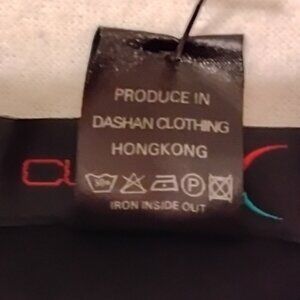 PRODUCE IN
DASHAN CLOTHING
HONGKONG
IRON INSIDE OUT